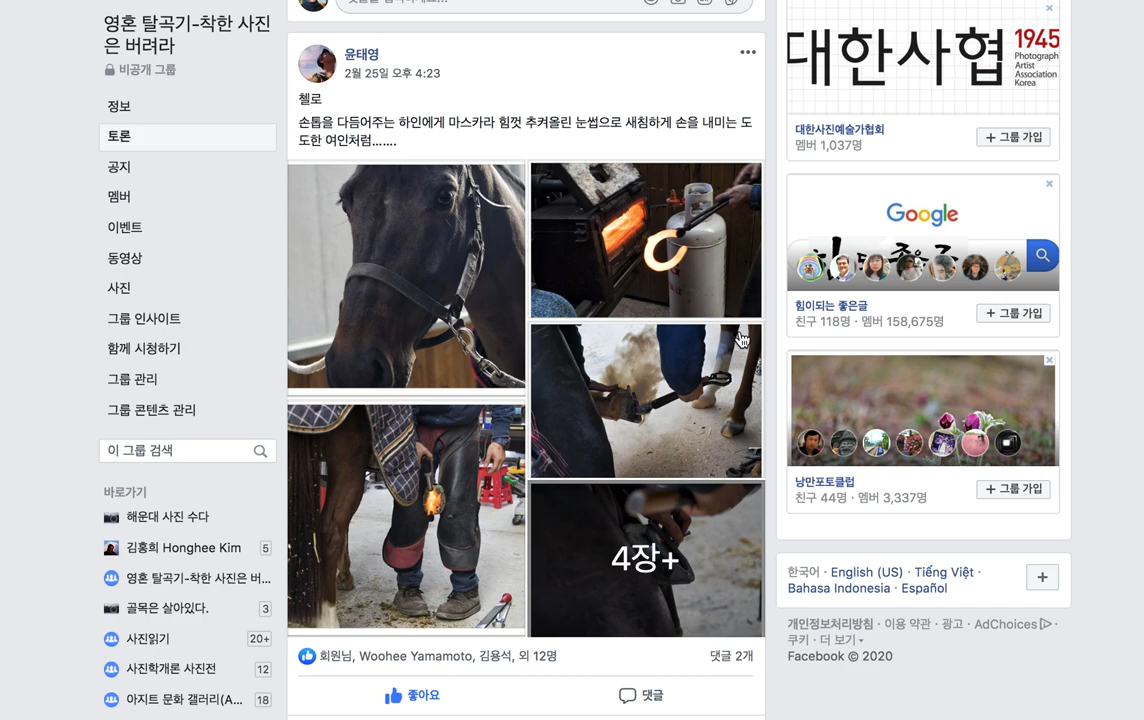 영혼 탈곡기-착한 사진
은 버려라
비공개 그룹
정보
토론
공지
멤버
이벤트
동영상
사진
그룹 인사이트
함께 시청하기
그룹 관리
그룹 콘텐츠 관리
이 그룹 검색
바로가기
해운대 사진 수다
김홍희 Honghee Kim 5
영혼 탈곡기-착한 사진은 버...
골목은 살아있다. 3
사진읽기 20+
사진학개론 사진전 12
아지트 문화 갤러리(A... 18
윤태영
2월 25일 오후 4:23
첼로
손톱을 다듬어주는 하인에게 마스카라 힘껏 추켜올린 눈썹으로 새침하게 손을 내미는 도
도한 여인처럼.......
4장+
회원님, Woohee Yamamoto, 김용석, 외 12명
댓글 2개
좋아요
댓글
대한사협
1945
Photograph
Artist
Association
Korea
대한사진예술가협회
멤버 1,037명
+ 그룹 가입
Google
힘이되는 좋은글
친구 118명 · 멤버 158,675명
+ 그룹 가입
낭만포토클럽
친구 44명 · 멤버 3,337명
+ 그룹 가입
한국어 · English (US) · Tiếng Việt ·
Bahasa Indonesia · Español
개인정보처리방침 · 이용 약관 · 광고 · AdChoices ·
쿠키 · 더 보기
Facebook © 2020